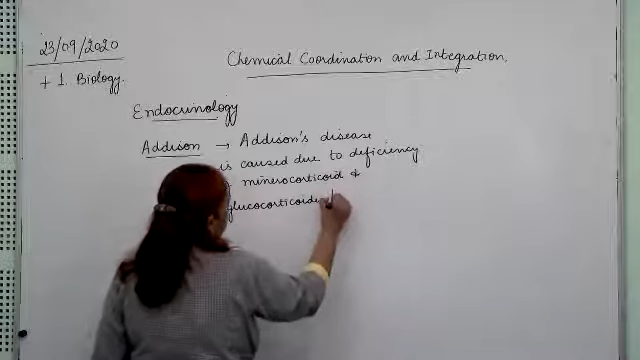 23/09/2020
+1. Biology.
Chemical Coordination and Integration.
Endocrinology
Addison → Addison's disease
is caused due to deficiency
minerocorticoid &
glucocorticoid